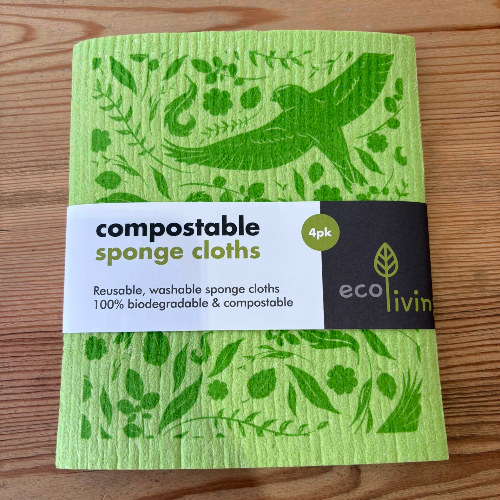 compostable
sponge cloths
4pk
Reusable, washable sponge cloths
100% biodegradable & compostable
eco
livin